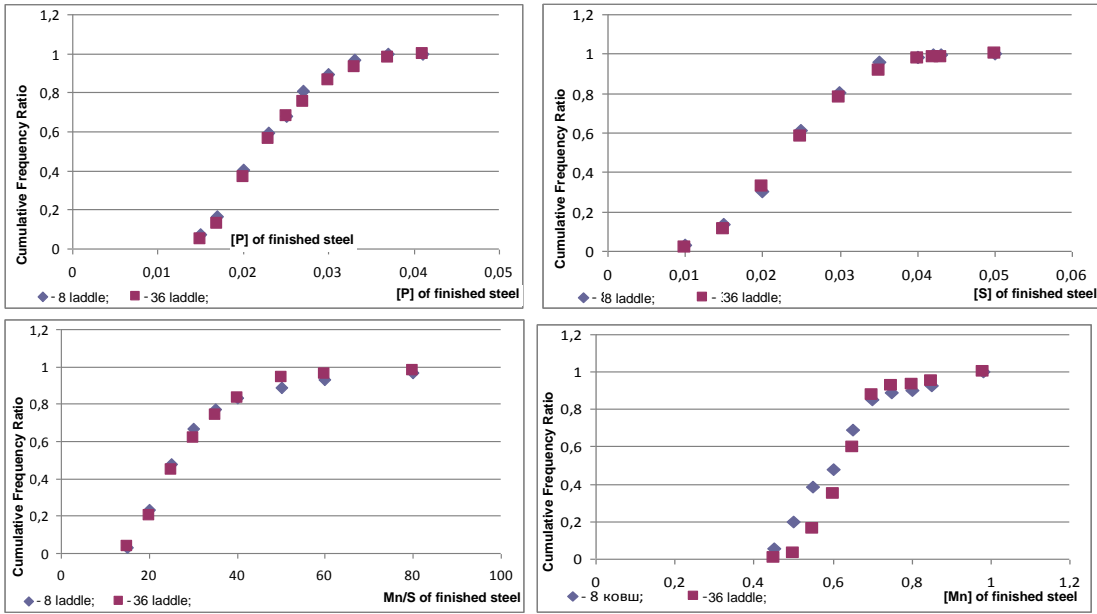 1,2
1
0,8
0,6
0,4
0,2
0
Cumulative Frequency Ratio
[P] of finished steel
0 0,01 0,02 0,03 0,04 0,05
[P] of finished steel
- 8 laddle; - 36 laddle;
1,2
1
0,8
0,6
0,4
0,2
0
Cumulative Frequency Ratio
0 0,01 0,02 0,03 0,04 0,05 0,06
[S] of finished steel
- 8 laddle; - 36 laddle;
1,2
1
0,8
0,6
0,4
0,2
0
Cumulative Frequency Ratio
0 20 40 60 80 100
Mn/S of finished steel
- 8 laddle; - 36 laddle;
1,2
1
0,8
0,6
0,4
0,2
0
Cumulative Frequency Ratio
0 0,2 0,4 0,6 0,8 1 1,2
[Mn] of finished steel
- 8 ковш; - 36 laddle;